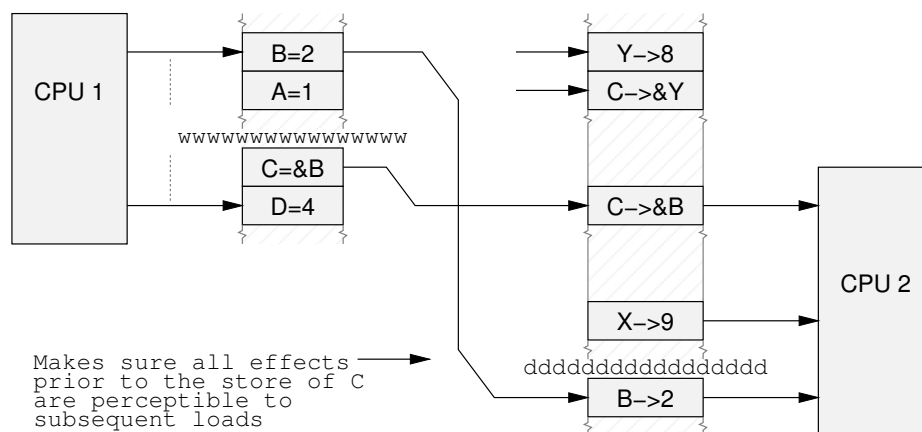 CPU 1
B=2
A=1
wwwwwwwwwwwwwwww
C=&B
D=4
Y->8
C->&Y
C->&B
X->9
ddddddddddddddddd
B->2
CPU 2
Makes sure all effects
prior to the store of C
are perceptible to
subsequent loads